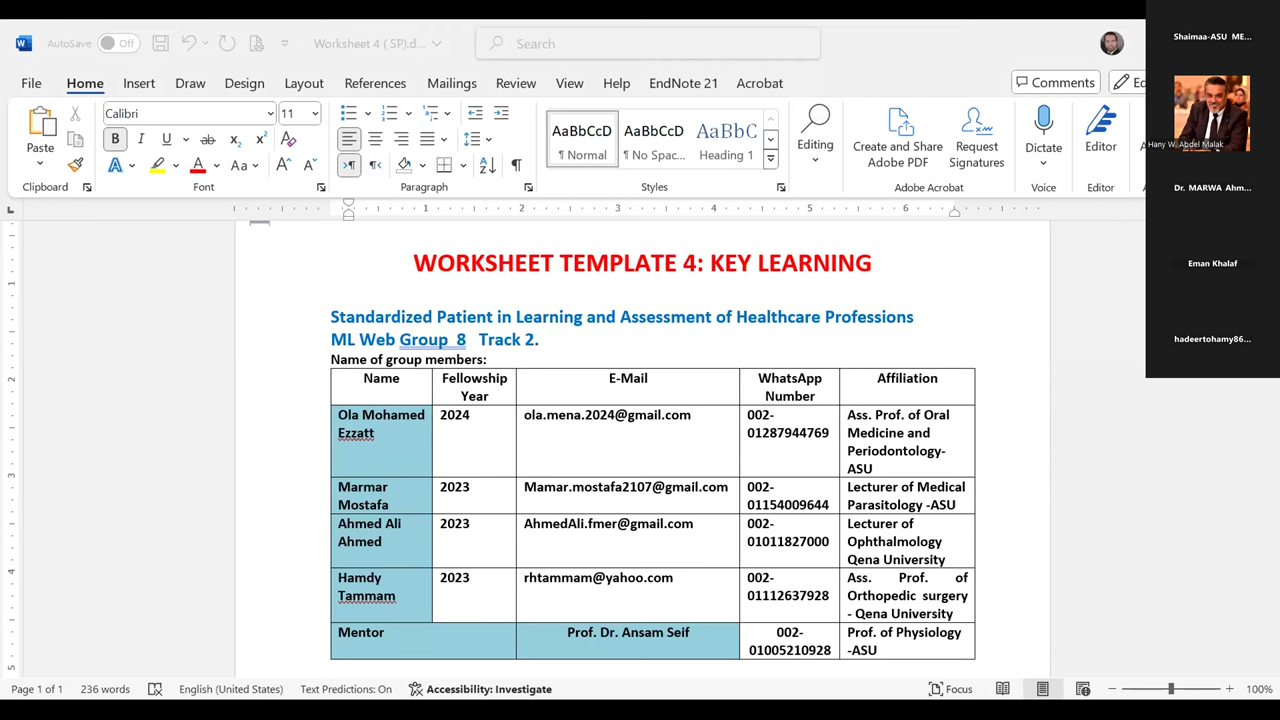 AutoSave Off Worksheet 4 ( SP).d... Search
File Home Insert Draw Design Layout References Mailings Review View Help EndNote 21 Acrobat Comments
Calibri 11
AaBbCcD AaBbCcD AaBbC
Paste ¶ Normal ¶ No Spac... Heading 1 Editing Create and Share Adobe PDF Request Signatures Dictate Editor
Clipboard Font Paragraph Styles Adobe Acrobat Voice Editor
1 2 3 4 5 6
WORKSHEET TEMPLATE 4: KEY LEARNING
Standardized Patient in Learning and Assessment of Healthcare Professions
ML Web Group 8 Track 2.
Name of group members:
Name Fellowship Year E-Mail WhatsApp Number Affiliation
Ola Mohamed Ezzatt 2024 ola.mena.2024@gmail.com 002-01287944769 Ass. Prof. of Oral Medicine and Periodontology-ASU
Marmar Mostafa 2023 Mamar.mostafa2107@gmail.com 002-01154009644 Lecturer of Medical Parasitology -ASU
Ahmed Ali Ahmed 2023 AhmedAli.fmer@gmail.com 002-01011827000 Lecturer of Ophthalmology Qena University
Hamdy Tammam 2023 rhtammam@yahoo.com 002-01112637928 Ass. Prof. of Orthopedic surgery - Qena University
Mentor Prof. Dr. Ansam Seif 002-01005210928 Prof. of Physiology -ASU
Page 1 of 1 236 words English (United States) Text Predictions: On Accessibility: Investigate Focus 100%
Shaimaa-ASU ME...
Hany W. Abdel Malak
Dr. MARWA Ahm...
Eman Khalaf
hadeertohamy86...